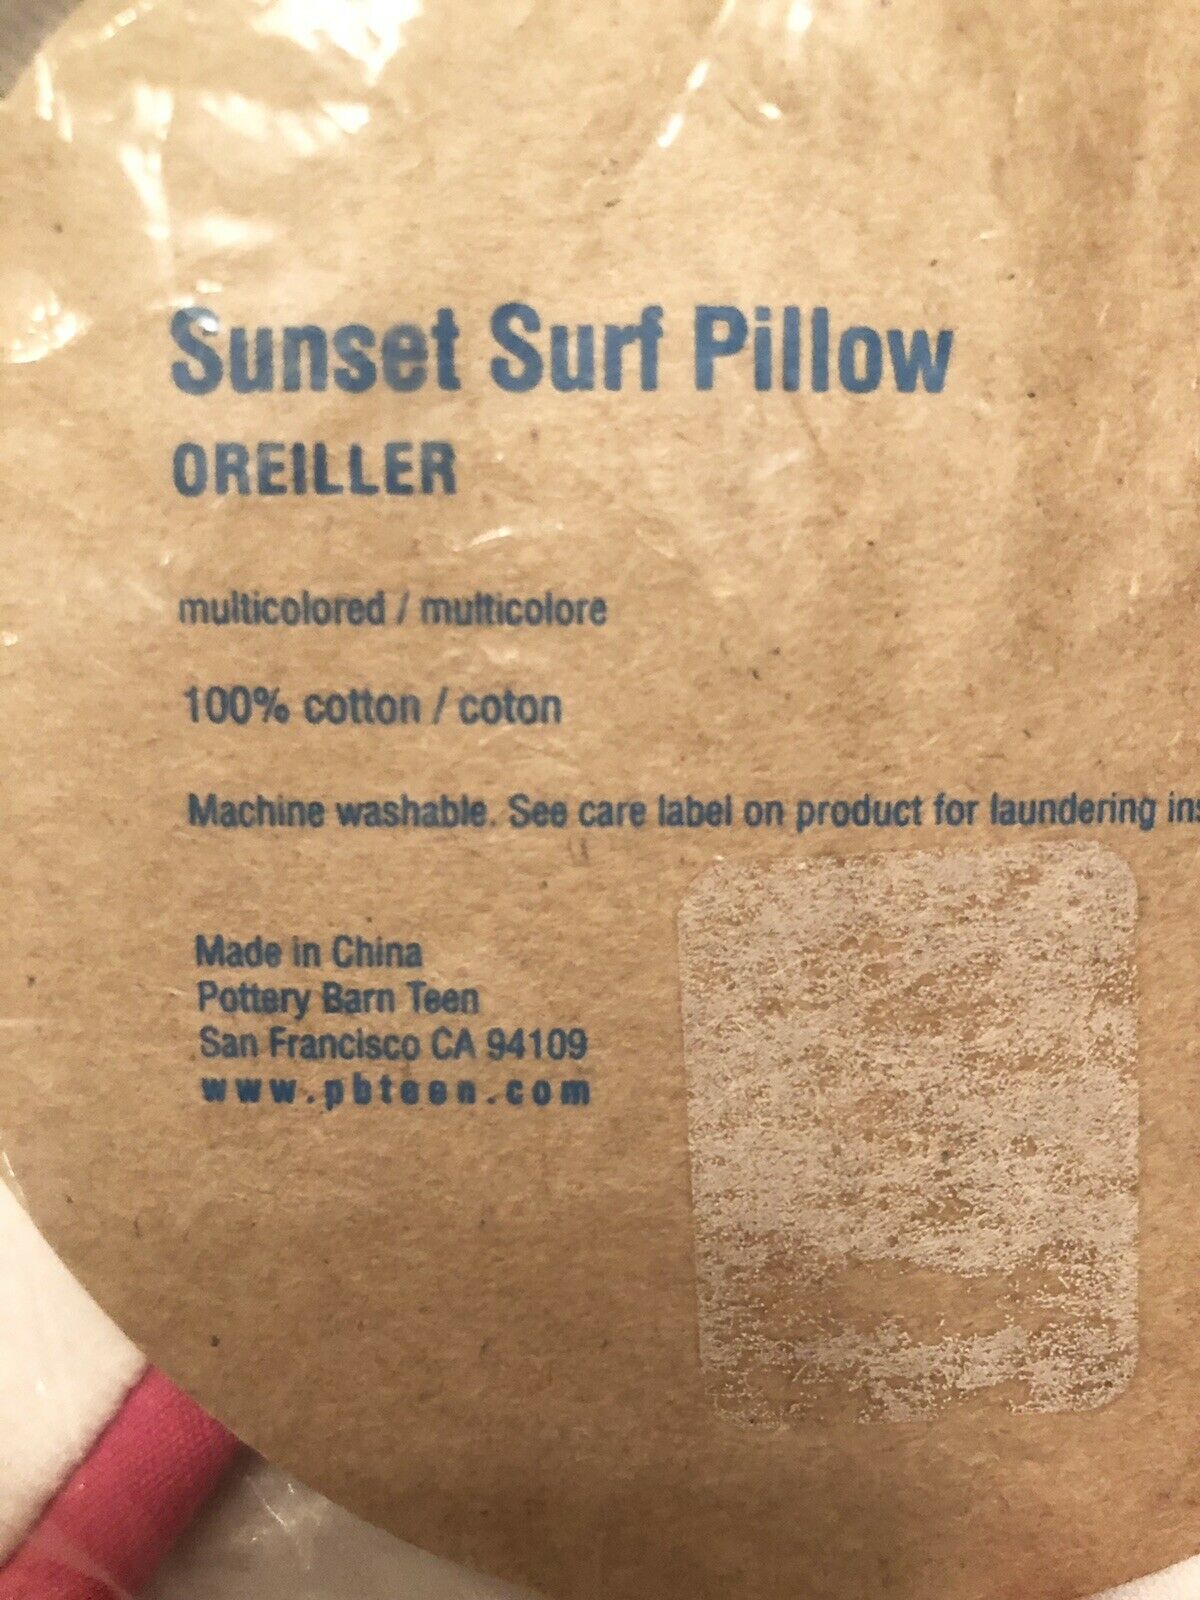 Sunset Surf Pillow
OREILLER
multicolored / multicolore
100% cotton / coton
Machine washable. See care label on product for laundering
Made in China
Pottery Barn Teen
San Francisco CA 94109
www.pbteen.com